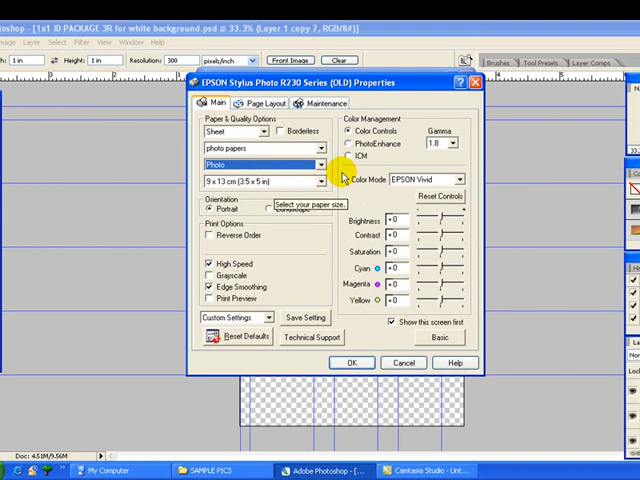 otoshop - [1x1 ID PACKAGE 3R for white background.psd @ 33.3% (Layer 1 copy 7, RGB/8#)]
Image Layer Select Filter View Window Help
1 in Height: 1 in Resolution: 300 pixels/inch Front Image Clear
Brushes Tool Presets Layer Comps
EPSON Stylus Photo R230 Series (OLD) Properties
Main Page Layout Maintenance
Paper & Quality Options
Sheet Borderless
photo papers
Photo
9 x 13 cm (3.5 x 5 in)
Select your paper size.
Orientation
Portrait
Print Options
Reverse Order
High Speed
Grayscale
Edge Smoothing
Print Preview
Custom Settings Save Setting
Reset Defaults Technical Support
Color Management
Color Controls Gamma
PhotoEnhance 1.8
ICM
Color Mode EPSON Vivid
Reset Controls
Brightness +0
Contrast +0
Saturation +0
Cyan +0
Magenta +0
Yellow +0
Show this screen first
Basic
OK Cancel Help
Doc: 4.51M/9.56M
My Computer SAMPLE PICS Adobe Photoshop - [... Camtasia Studio - Unt...